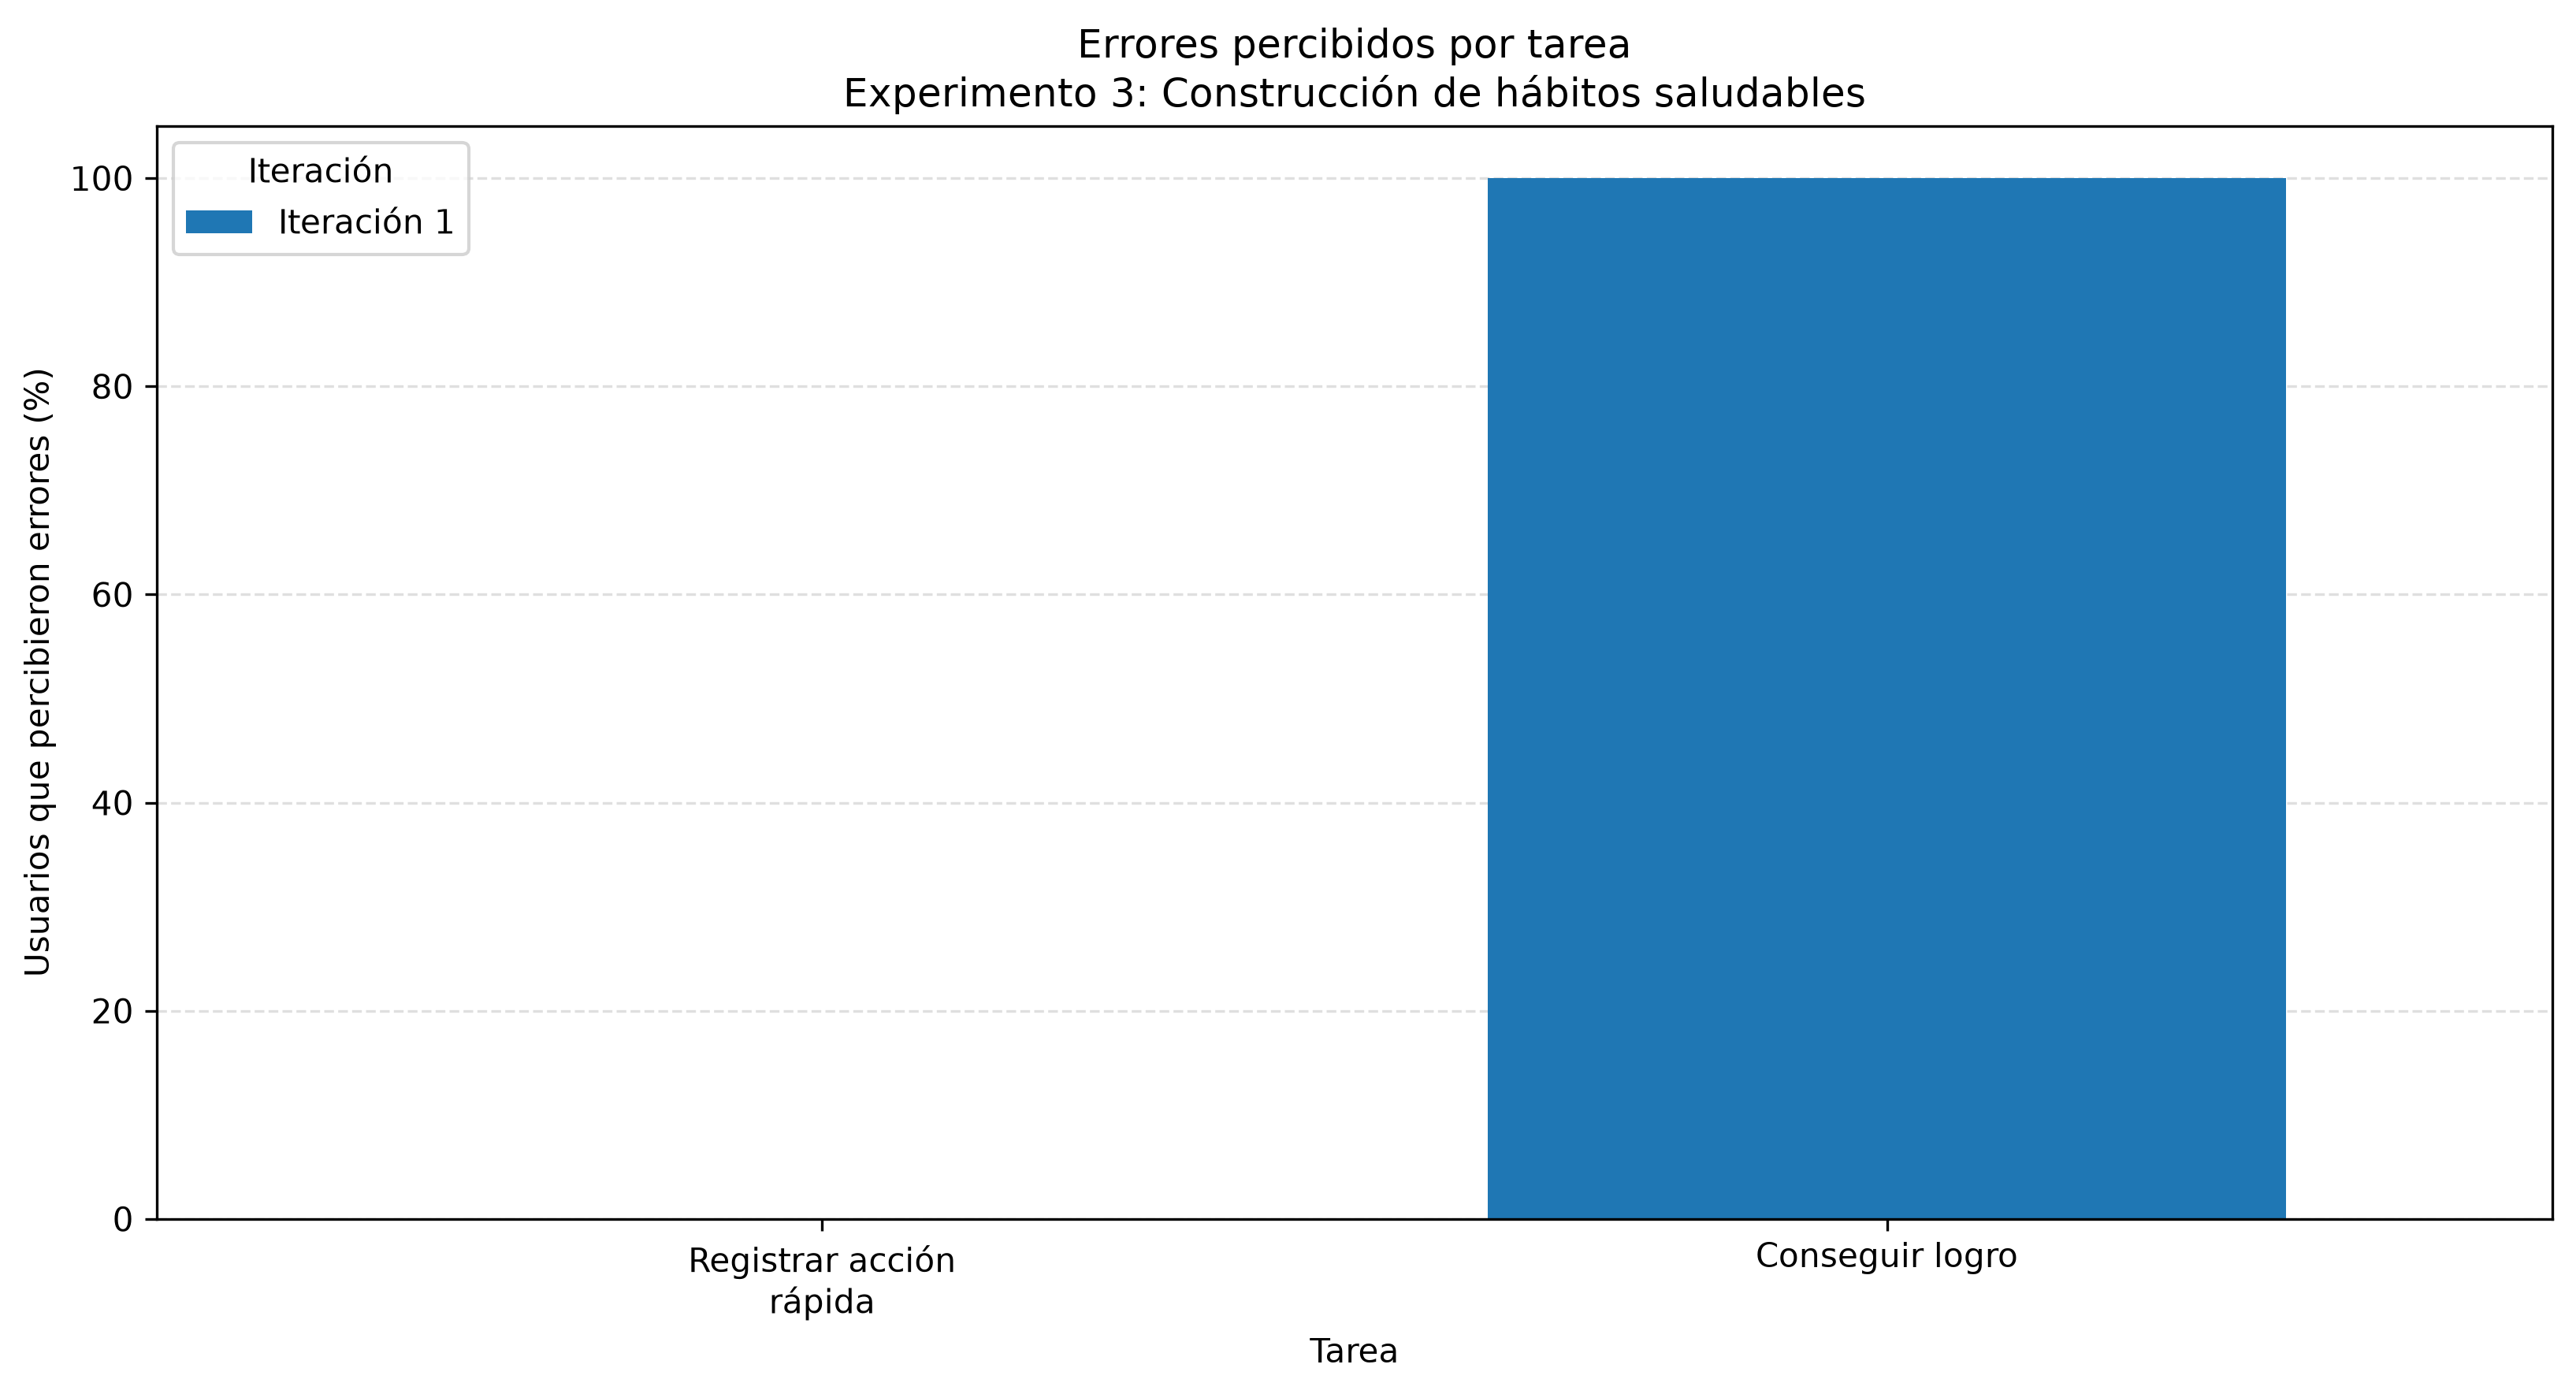 Errores percibidos por tarea
Experimento 3: Construcción de hábitos saludables
Iteración
Iteración 1
Usuarios que percibieron errores (%)
100
80
60
40
20
0
Registrar acción
rápida
Conseguir logro
Tarea